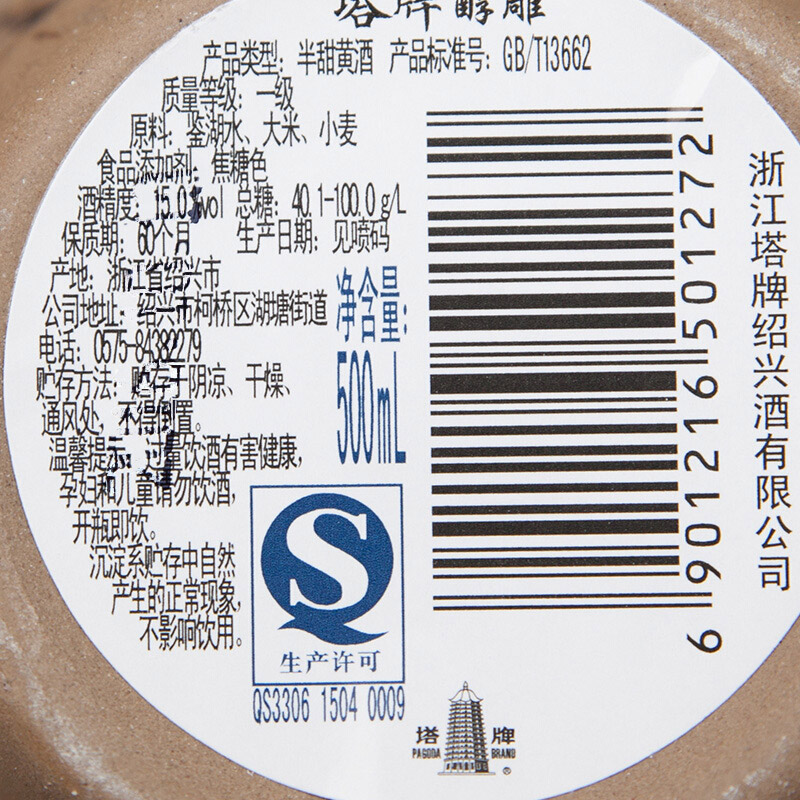 塔牌醇雕
产品类型：半甜黄酒 产品标准号：GB/T13662
质量等级：一级
原料：鉴湖水、大米、小麦
食品添加剂：焦糖色
酒精度：15.0%vol 总糖：40.1-100.0 g/L
保质期：60个月 生产日期：见喷码
产地：浙江省绍兴市
公司地址：绍兴市柯桥区湖塘街道
电话：0575-84382279
贮存方法：贮存于阴凉、干燥、
通风处，不得倒置。
温馨提示：过量饮酒有害健康，
孕妇和儿童请勿饮酒，
开瓶即饮。
沉淀系贮存中自然
产生的正常现象，
不影响饮用。
净含量：
500mL
生产许可
QS3306 1504 0009
塔牌
PAGODA BRAND
®
6 901216 501272
浙江塔牌绍兴酒有限公司